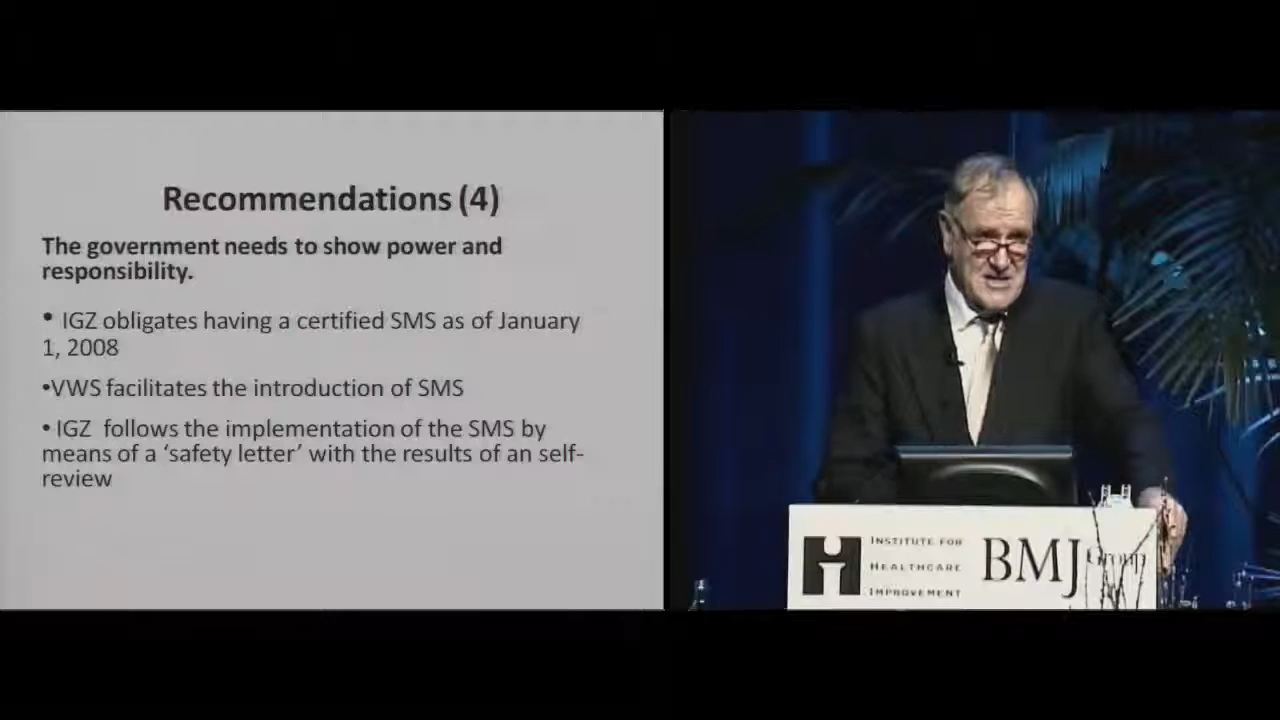 Recommendations (4)
The government needs to show power and
responsibility.
• IGZ obligates having a certified SMS as of January
1, 2008
•VWS facilitates the introduction of SMS
• IGZ follows the implementation of the SMS by
means of a ‘safety letter’ with the results of an self-
review
INSTITUTE FOR
HEALTHCARE
IMPROVEMENT
BMJ Group